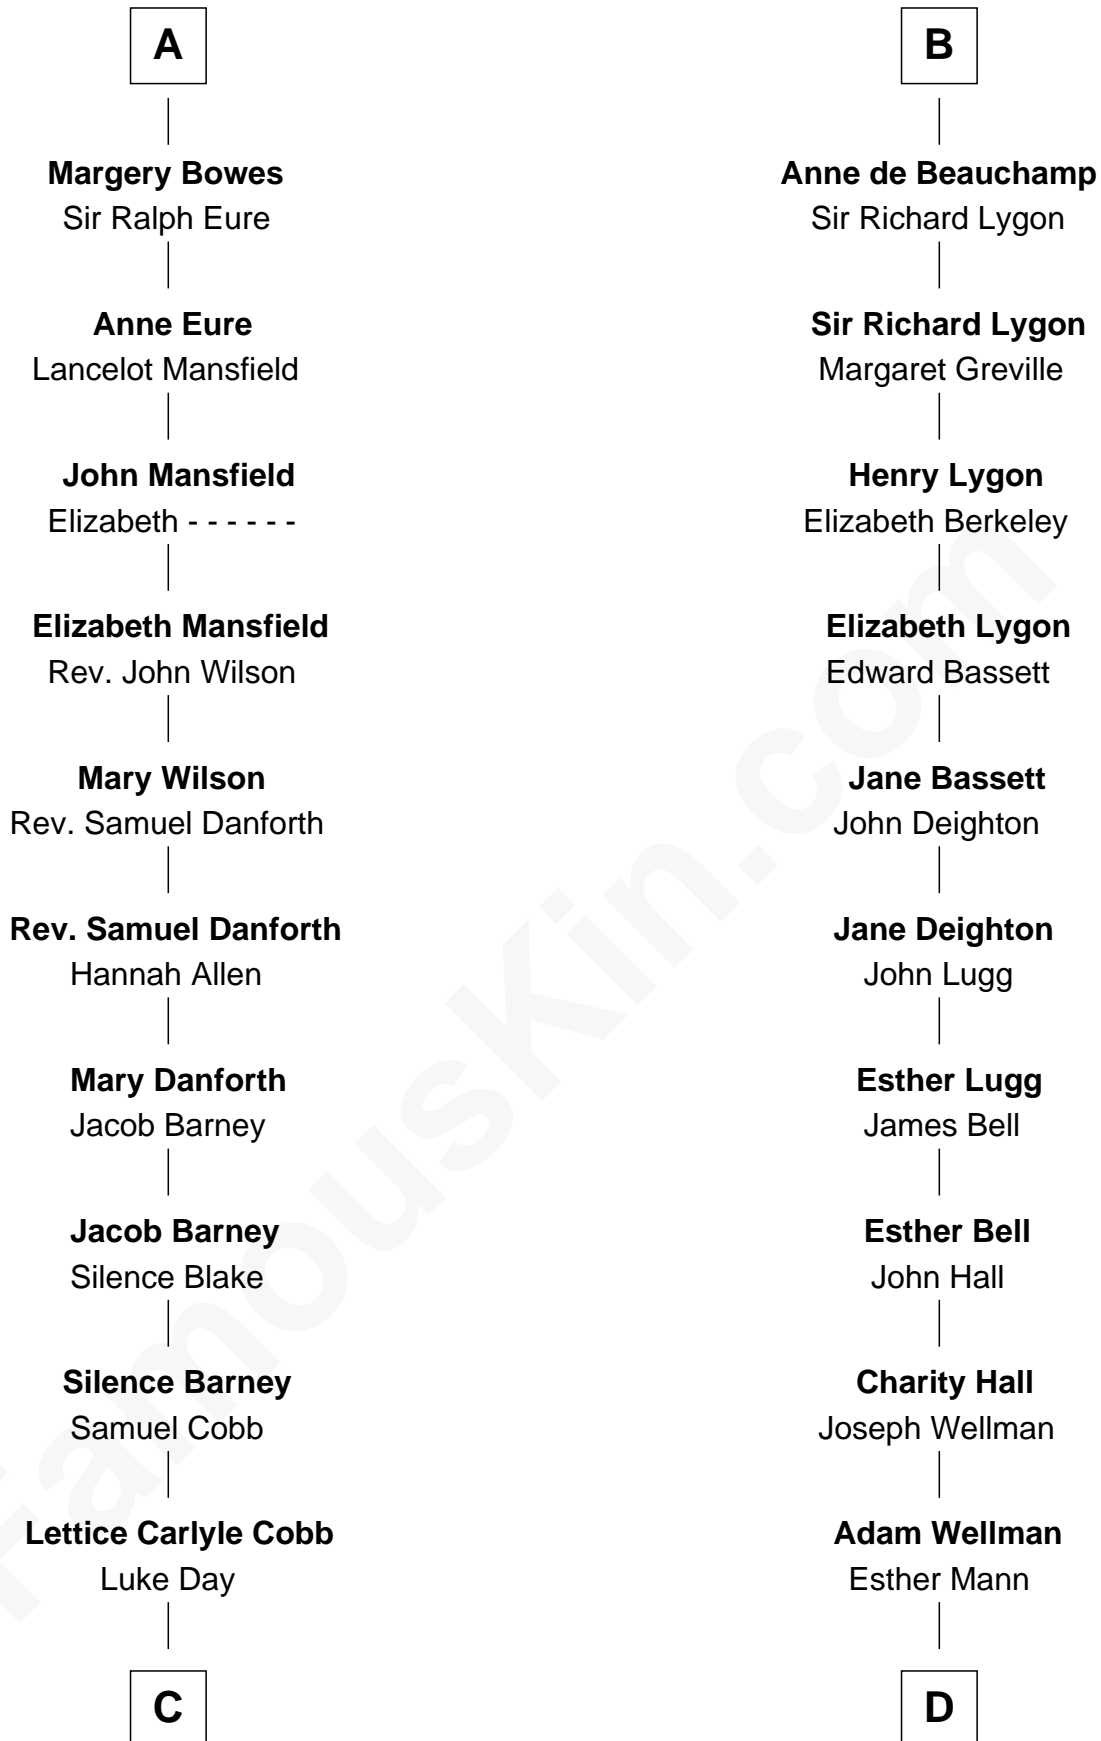 A
Margery Bowes
Sir Ralph Eure
Anne Eure
Lancelot Mansfield
John Mansfield
Elizabeth - - - - - -
Elizabeth Mansfield
Rev. John Wilson
Mary Wilson
Rev. Samuel Danforth
Rev. Samuel Danforth
Hannah Allen
Mary Danforth
Jacob Barney
Jacob Barney
Silence Blake
Silence Barney
Samuel Cobb
Lettice Carlyle Cobb
Luke Day
C
B
Anne de Beauchamp
Sir Richard Lygon
Sir Richard Lygon
Margaret Greville
Henry Lygon
Elizabeth Berkeley
Elizabeth Lygon
Edward Bassett
Jane Bassett
John Deighton
Jane Deighton
John Lugg
Esther Lugg
James Bell
Esther Bell
John Hall
Charity Hall
Joseph Wellman
Adam Wellman
Esther Mann
D
FamousKin.com